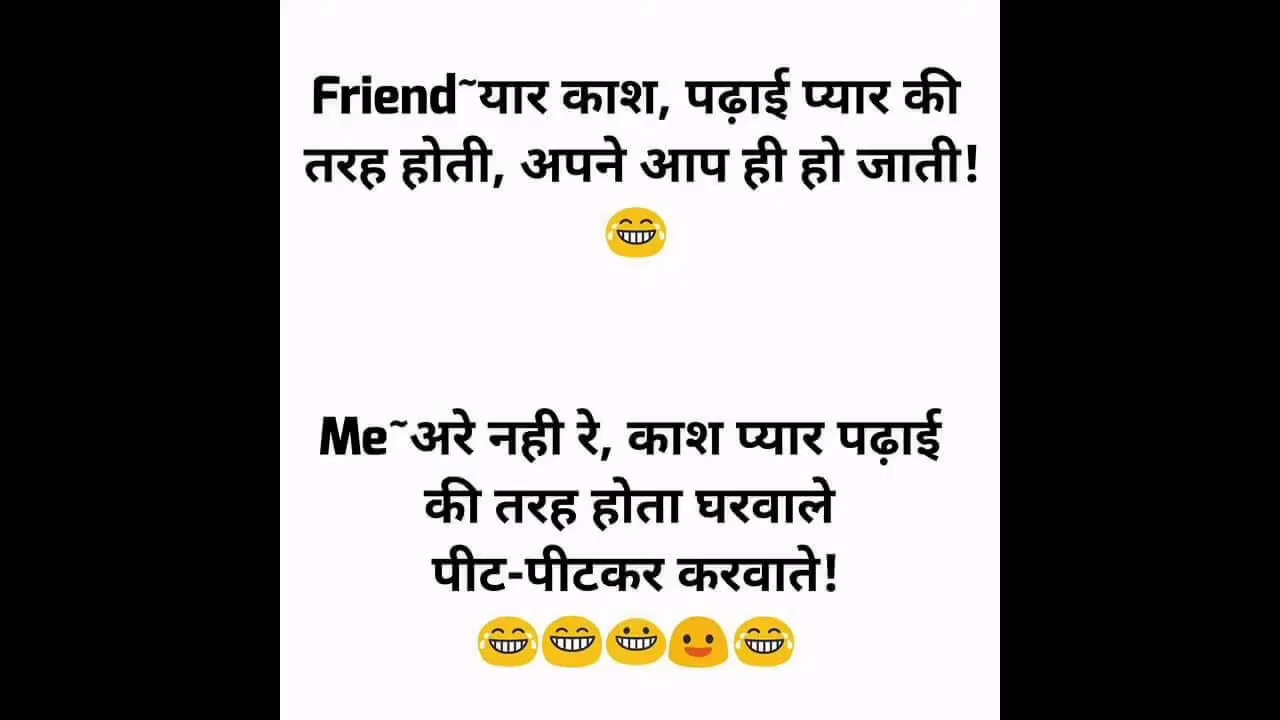 Friend~यार काश, पढ़ाई प्यार की
तरह होती, अपने आप ही हो जाती!
😂
Me~अरे नही रे, काश प्यार पढ़ाई
की तरह होता घरवाले
पीट-पीटकर करवाते!
😂😁😀😃😂